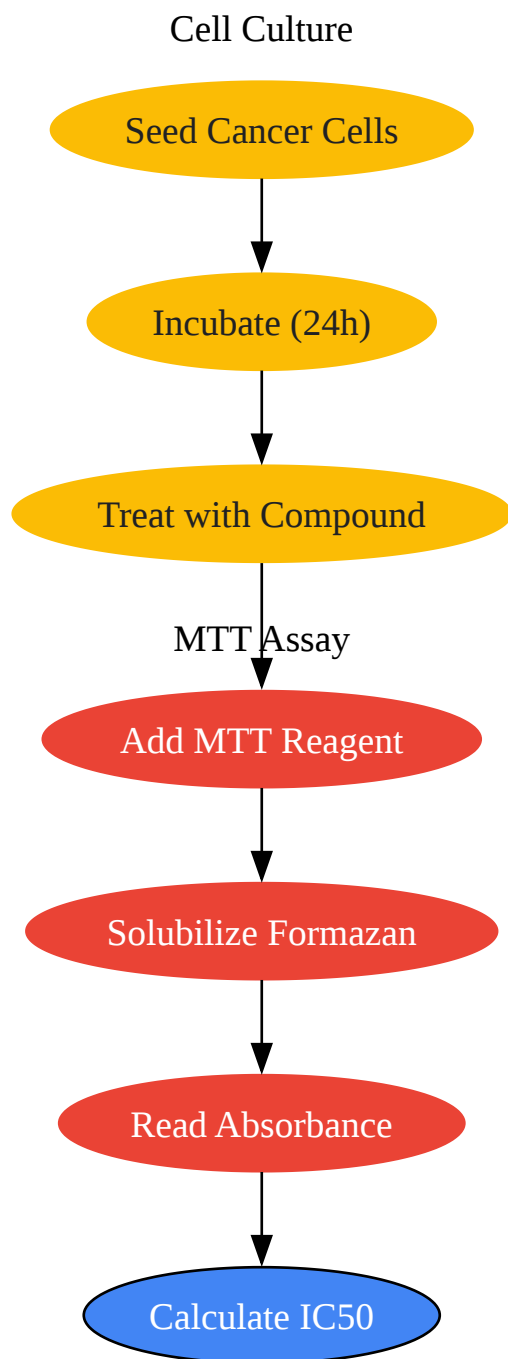 Cell Culture
Seed Cancer Cells
Incubate (24h)
Treat with Compound
MTT Assay
Add MTT Reagent
Solubilize Formazan
Read Absorbance
Calculate IC50